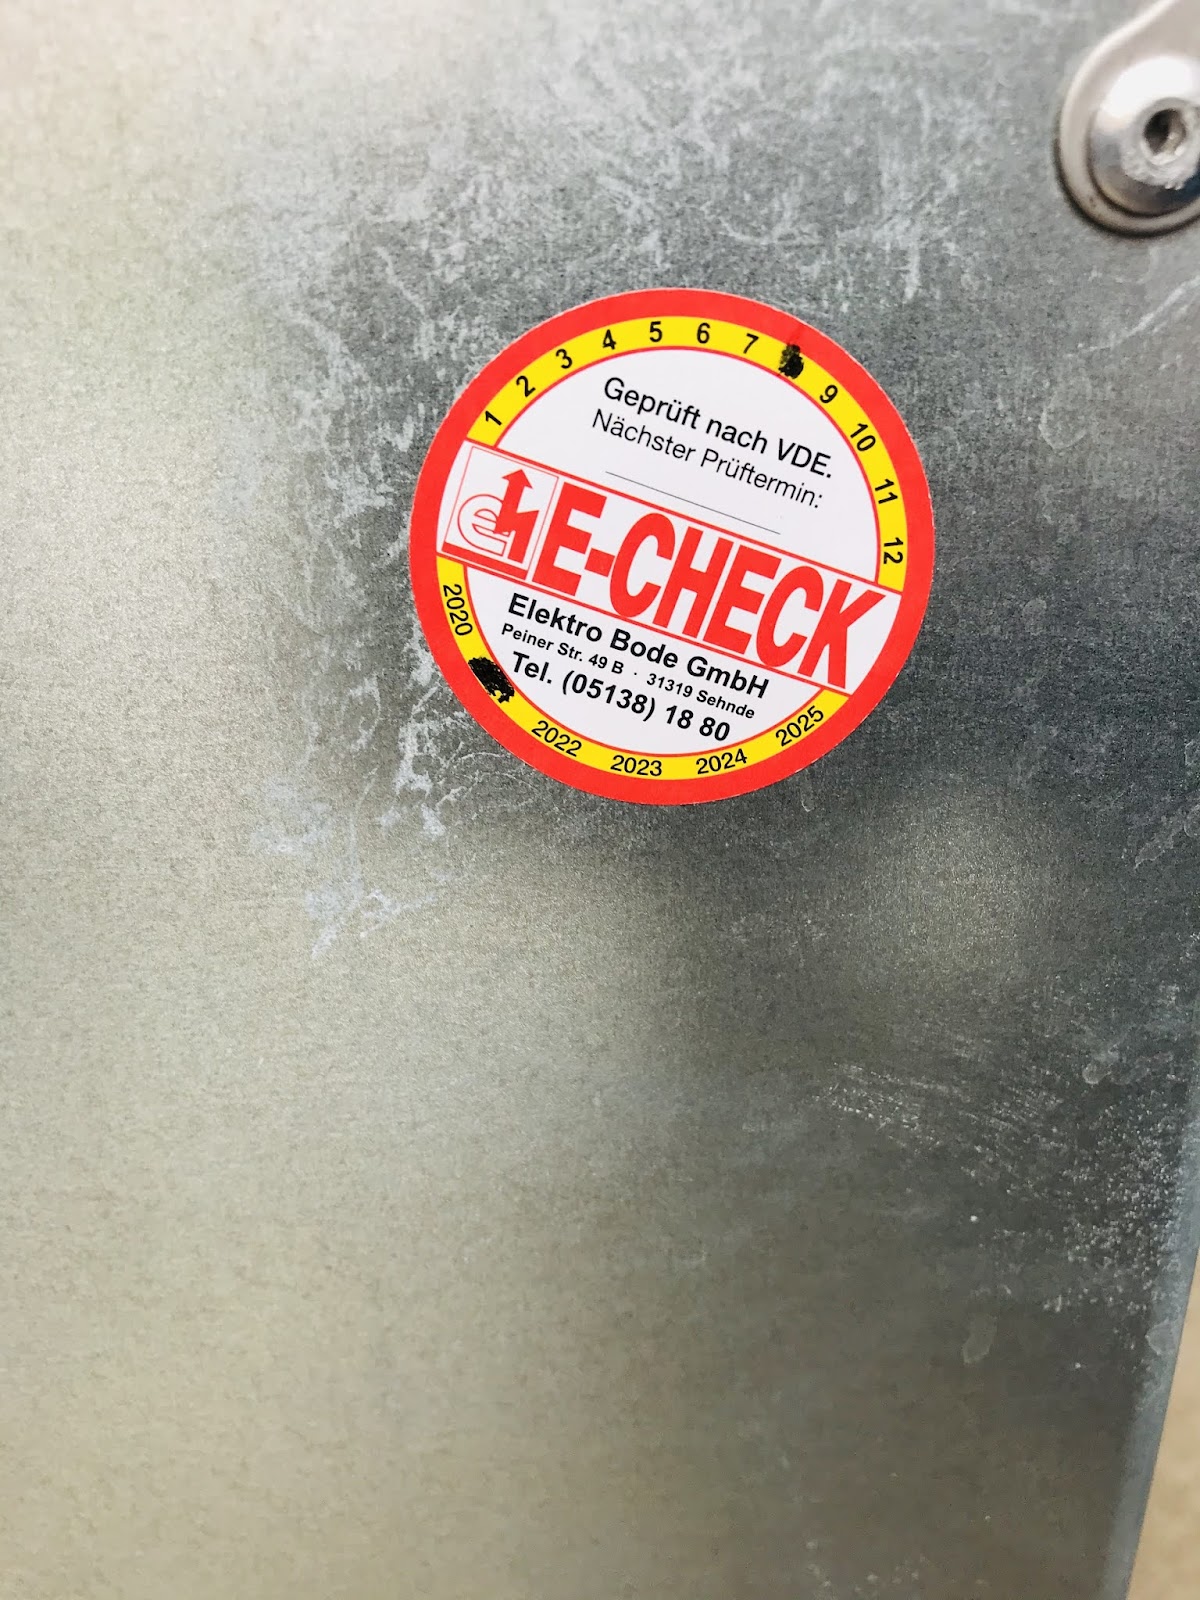 1 2 3 4 5 6 7 9 10 11 12
Geprüft nach VDE.
Nächster Prüftermin:
e E-CHECK
Elektro Bode GmbH
Peiner Str. 49 B · 31319 Sehnde
Tel. (05138) 18 80
2020 2022 2023 2024 2025